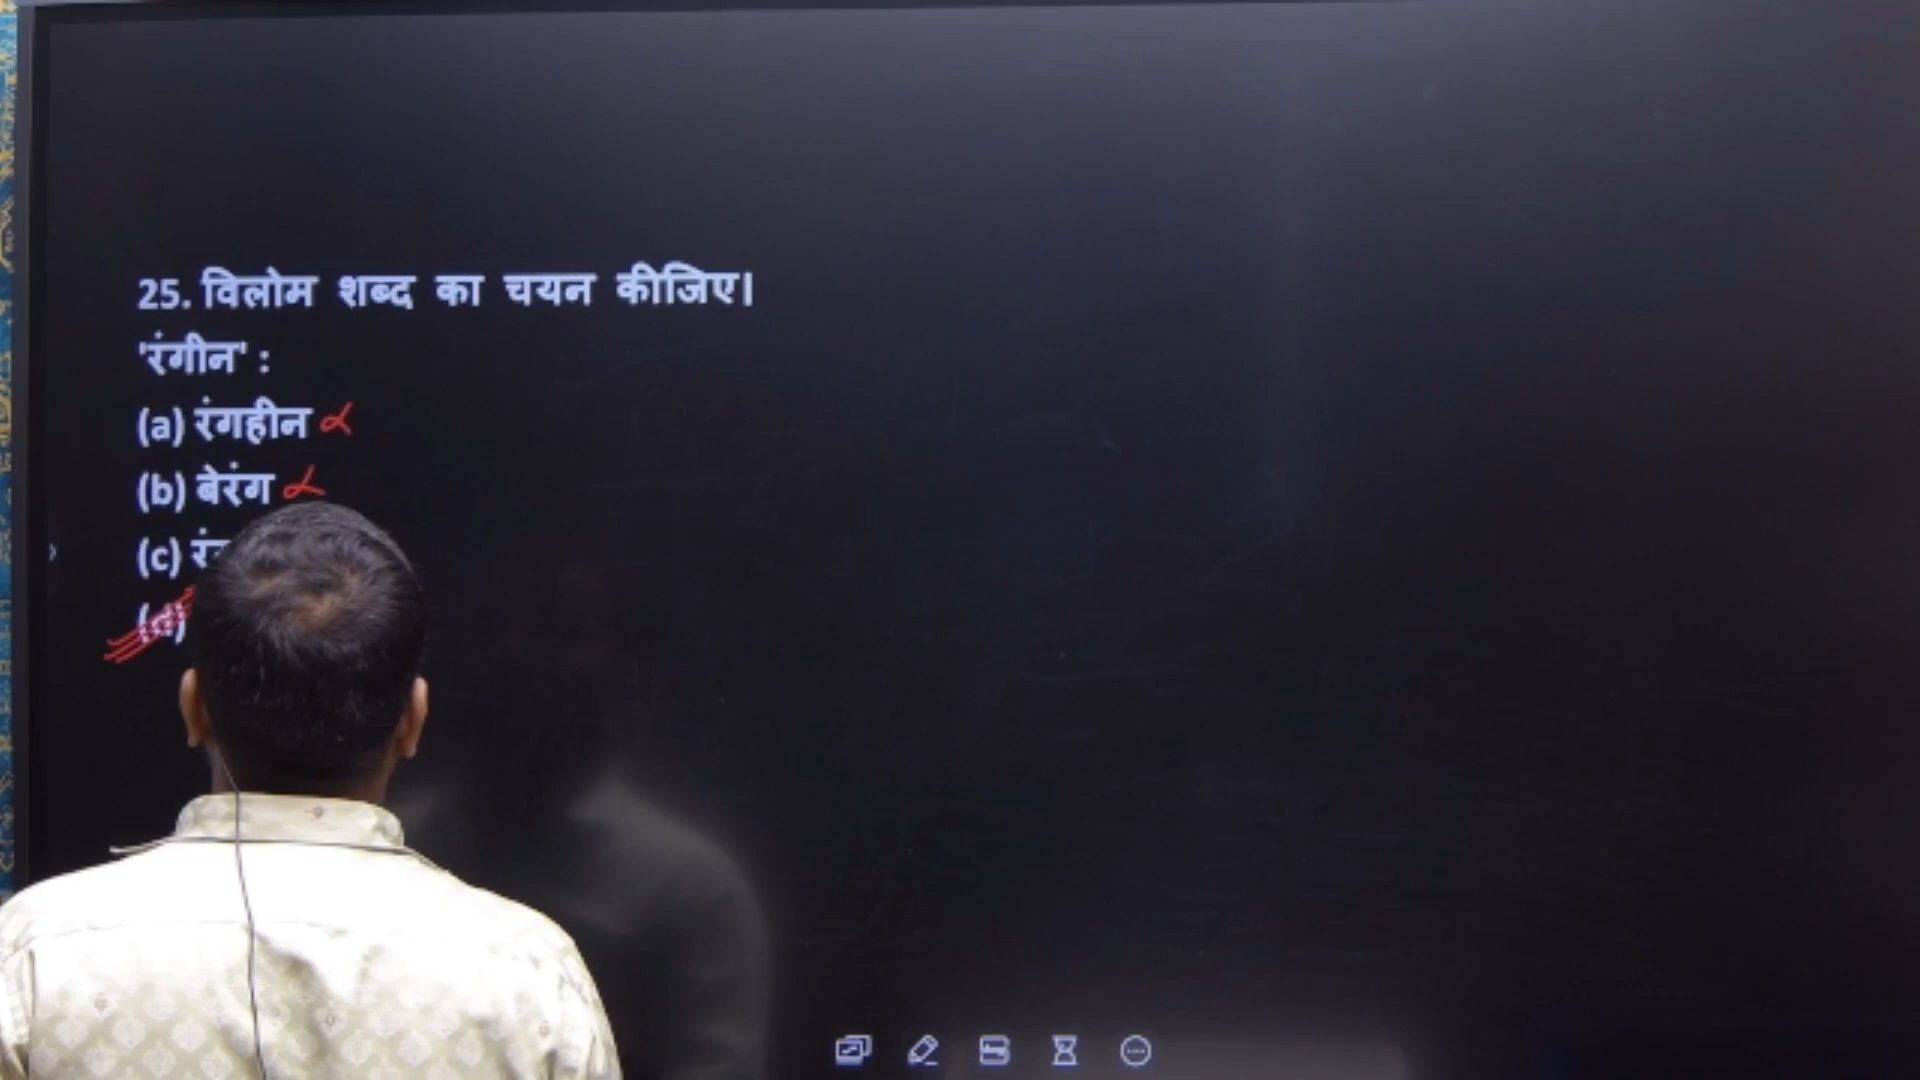 25. विलोम शब्द का चयन कीजिए।
'रंगीन' :
(a) रंगहीन
(b) बेरंग
(c)
(d)